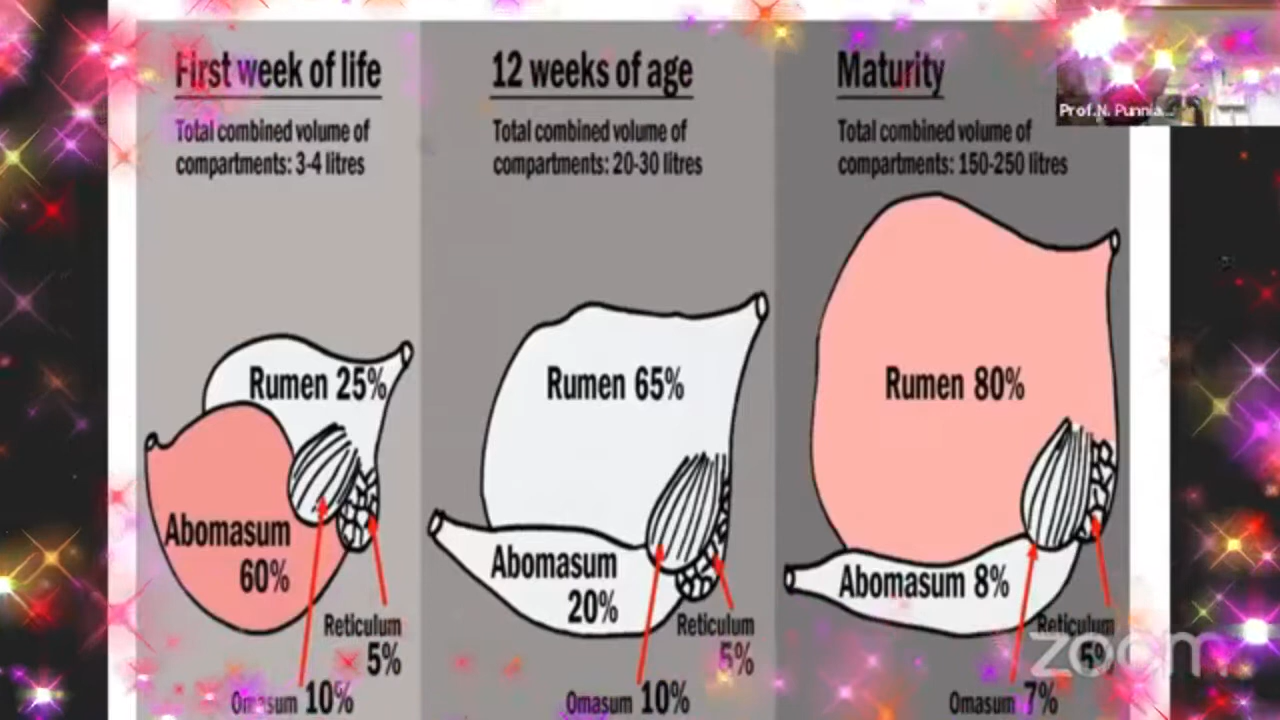 First week of life
Total combined volume of
compartments: 3-4 litres
Rumen 25%
Abomasum
60%
Reticulum
5%
Omasum 10%
12 weeks of age
Total combined volume of
compartments: 20-30 litres
Rumen 65%
Abomasum
20%
Reticulum
5%
Omasum 10%
Maturity
Total combined volume of
compartments: 150-250 litres
Rumen 80%
Abomasum 8%
Reticulum
5%
Omasum 7%
Prof.N. Punnia...
zoom